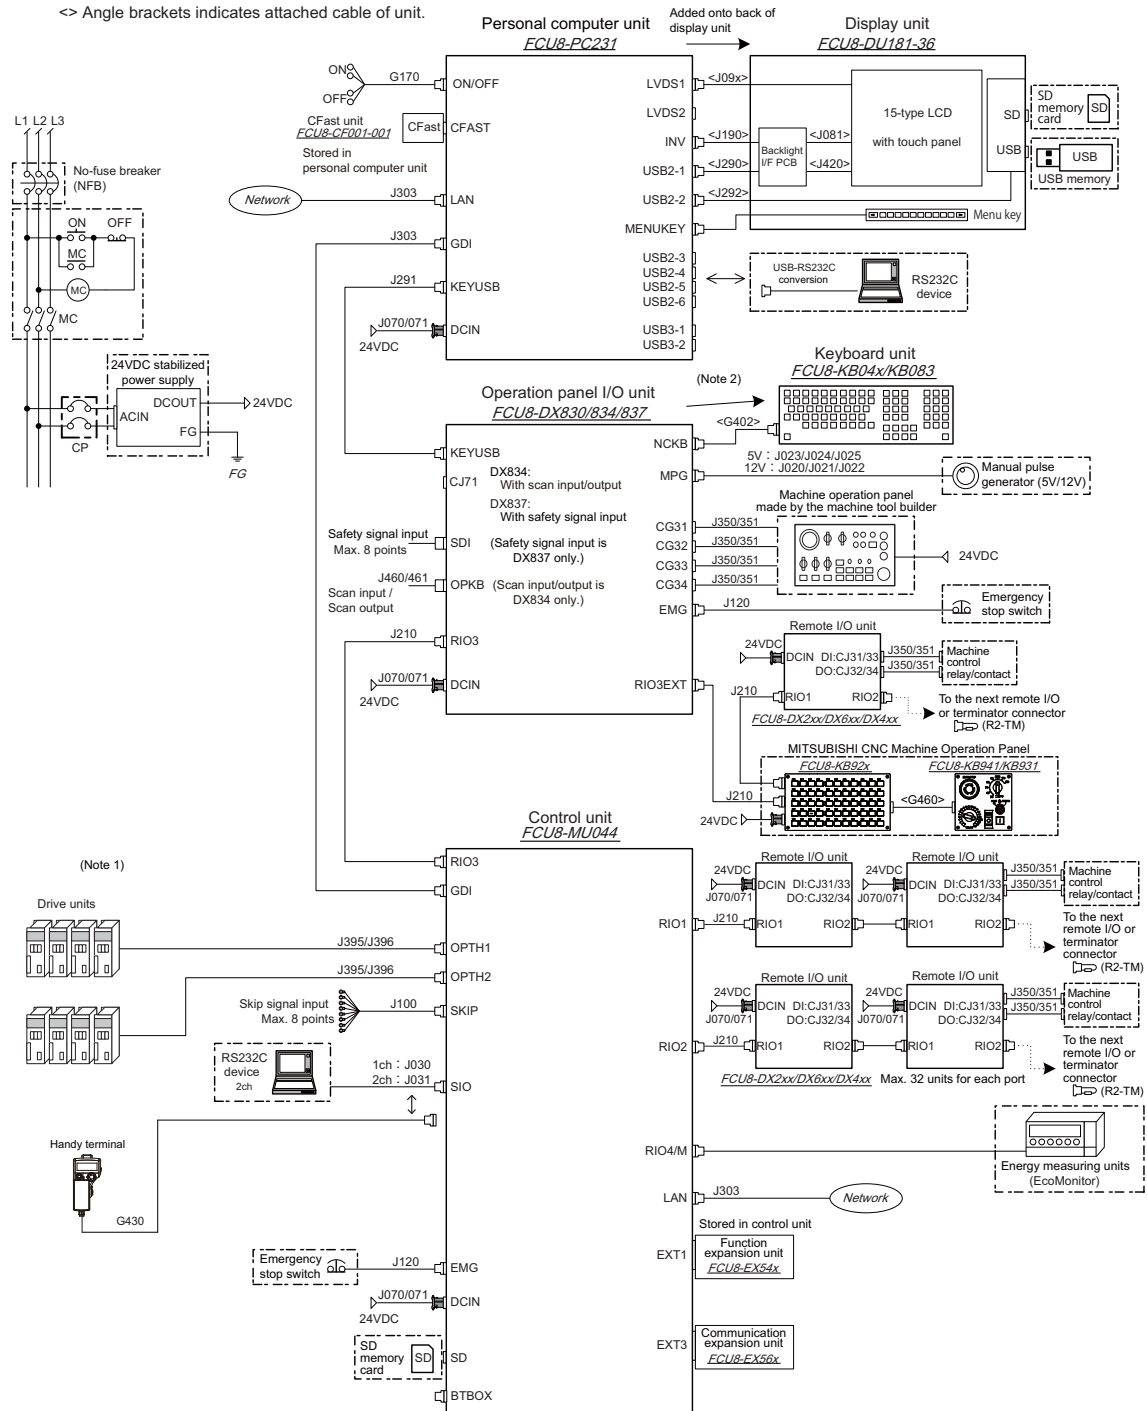 <> Angle brackets indicates attached cable of unit.
Personal computer unit
FCU8-PC231
Added onto back of
display unit
Display unit
FCU8-DU181-36
ON
OFF
G170
ON/OFF
CFast unit
FCU8-CF001-001
Stored in
personal computer unit
CFast
CFAST
Network
J303
LAN
J303
GDI
J291
KEYUSB
J070/071
24VDC
DCIN
LVDS1
<J09x>
LVDS2
INV
<J190>
USB2-1
<J290>
USB2-2
<J292>
MENUKEY
USB2-3
USB2-4
USB2-5
USB2-6
USB3-1
USB3-2
Backlight
I/F PCB
<J081>
<J420>
15-type LCD
with touch panel
SD
USB
Menu key
SD
memory
card
SD
USB
USB memory
USB-RS232C
conversion
RS232C
device
L1 L2 L3
No-fuse breaker
(NFB)
ON
OFF
MC
MC
MC
24VDC stabilized
power supply
DCOUT
ACIN
FG
24VDC
CP
FG
Operation panel I/O unit
FCU8-DX830/834/837
(Note 2)
Keyboard unit
FCU8-KB04x/KB083
KEYUSB
CJ71
DX834:
With scan input/output
DX837:
With safety signal input
Safety signal input
Max. 8 points
SDI
(Safety signal input is
DX837 only.)
J460/461
Scan input /
Scan output
OPKB
(Scan input/output is
DX834 only.)
J210
RIO3
J070/071
24VDC
DCIN
NCKB
<G402>
MPG
5V : J023/J024/J025
12V : J020/J021/J022
Manual pulse
generator (5V/12V)
Machine operation panel
made by the machine tool builder
CG31
J350/351
CG32
J350/351
CG33
J350/351
CG34
J350/351
24VDC
EMG
J120
Emergency
stop switch
RIO3EXT
Remote I/O unit
24VDC
DCIN
DI:CJ31/33
DO:CJ32/34
J350/351
J350/351
Machine
control
relay/contact
J210
RIO1
RIO2
To the next remote I/O
or terminator connector
(R2-TM)
FCU8-DX2xx/DX6xx/DX4xx
MITSUBISHI CNC Machine Operation Panel
FCU8-KB92x
FCU8-KB941/KB931
J210
<G460>
24VDC
Control unit
FCU8-MU044
(Note 1)
Drive units
RIO3
GDI
J395/J396
OPTH1
J395/J396
OPTH2
Skip signal input
Max. 8 points
J100
SKIP
RS232C
device
2ch
1ch : J030
2ch : J031
SIO
Handy terminal
G430
Emergency
stop switch
J120
EMG
J070/071
24VDC
DCIN
SD
memory
card
SD
SD
BTBOX
Remote I/O unit
Remote I/O unit
24VDC
J070/071
DCIN
DI:CJ31/33
DO:CJ32/34
24VDC
J070/071
DCIN
DI:CJ31/33
DO:CJ32/34
J350/351
J350/351
Machine
control
relay/contact
RIO1
J210
RIO1
RIO2
RIO1
RIO2
To the next
remote I/O or
terminator
connector
(R2-TM)
Remote I/O unit
Remote I/O unit
24VDC
J070/071
DCIN
DI:CJ31/33
DO:CJ32/34
24VDC
J070/071
DCIN
DI:CJ31/33
DO:CJ32/34
J350/351
J350/351
Machine
control
relay/contact
RIO2
J210
RIO1
RIO2
RIO1
RIO2
To the next
remote I/O or
terminator
connector
(R2-TM)
FCU8-DX2xx/DX6xx/DX4xx
Max. 32 units for each port
RIO4/M
Energy measuring units
(EcoMonitor)
LAN
J303
Network
Stored in control unit
EXT1
Function
expansion unit
FCU8-EX54x
EXT3
Communication
expansion unit
FCU8-EX56x